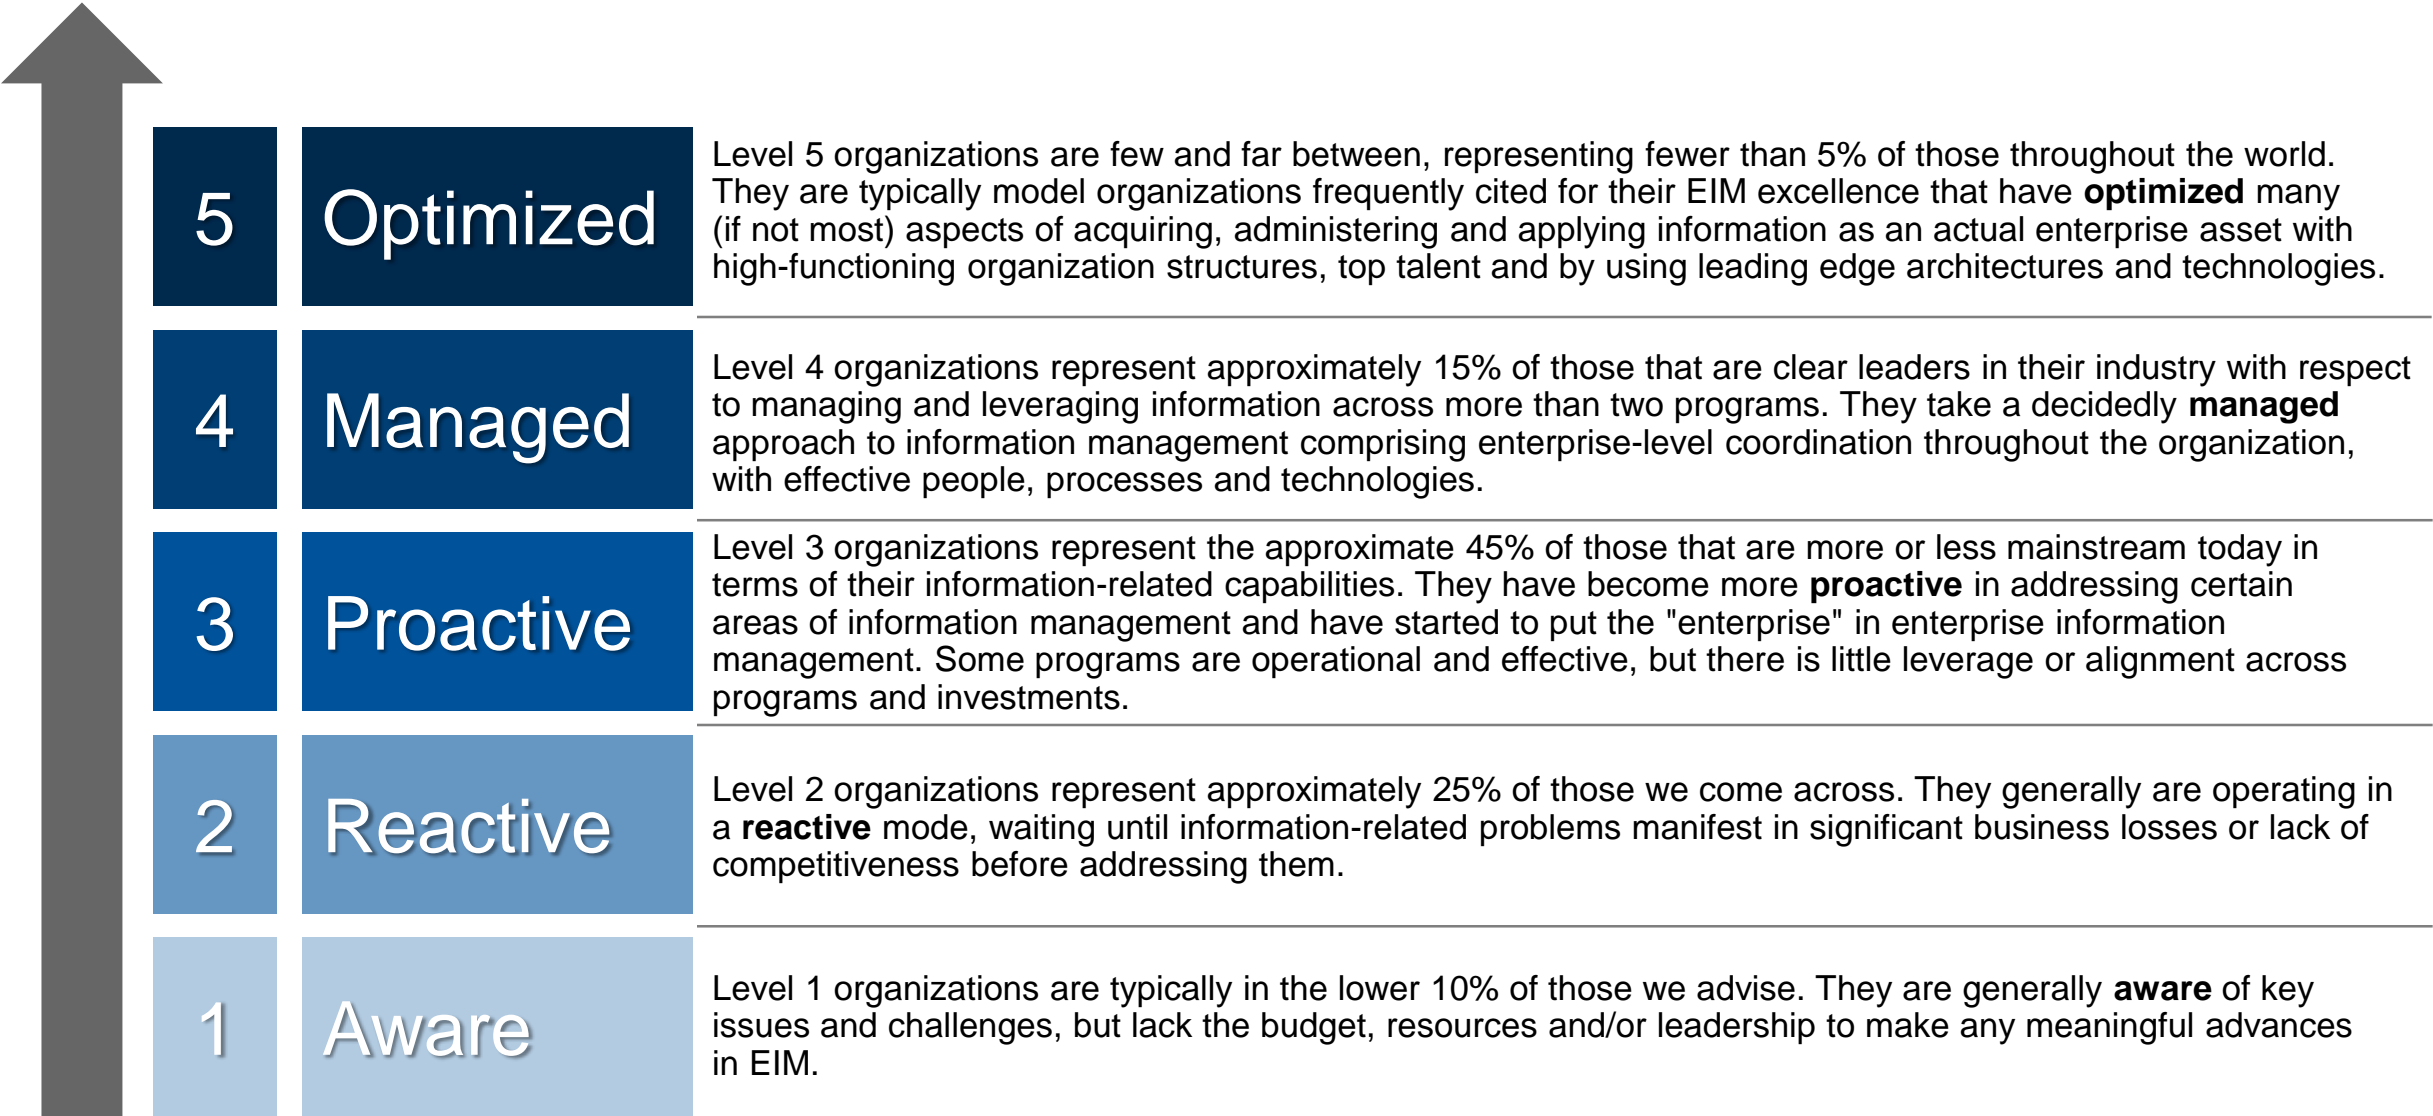 5
Optimized
Level 5 organizations are few and far between, representing fewer than 5% of those throughout the world.
They are typically model organizations frequently cited for their EIM excellence that have optimized many
(if not most) aspects of acquiring, administering and applying information as an actual enterprise asset with
high-functioning organization structures, top talent and by using leading edge architectures and technologies.
4
Managed
Level 4 organizations represent approximately 15% of those that are clear leaders in their industry with respect
to managing and leveraging information across more than two programs. They take a decidedly managed
approach to information management comprising enterprise-level coordination throughout the organization,
with effective people, processes and technologies.
3
Proactive
Level 3 organizations represent the approximate 45% of those that are more or less mainstream today in
terms of their information-related capabilities. They have become more proactive in addressing certain
areas of information management and have started to put the "enterprise" in enterprise information
management. Some programs are operational and effective, but there is little leverage or alignment across
programs and investments.
2
Reactive
Level 2 organizations represent approximately 25% of those we come across. They generally are operating in
a reactive mode, waiting until information-related problems manifest in significant business losses or lack of
competitiveness before addressing them.
1
Aware
Level 1 organizations are typically in the lower 10% of those we advise. They are generally aware of key
issues and challenges, but lack the budget, resources and/or leadership to make any meaningful advances
in EIM.